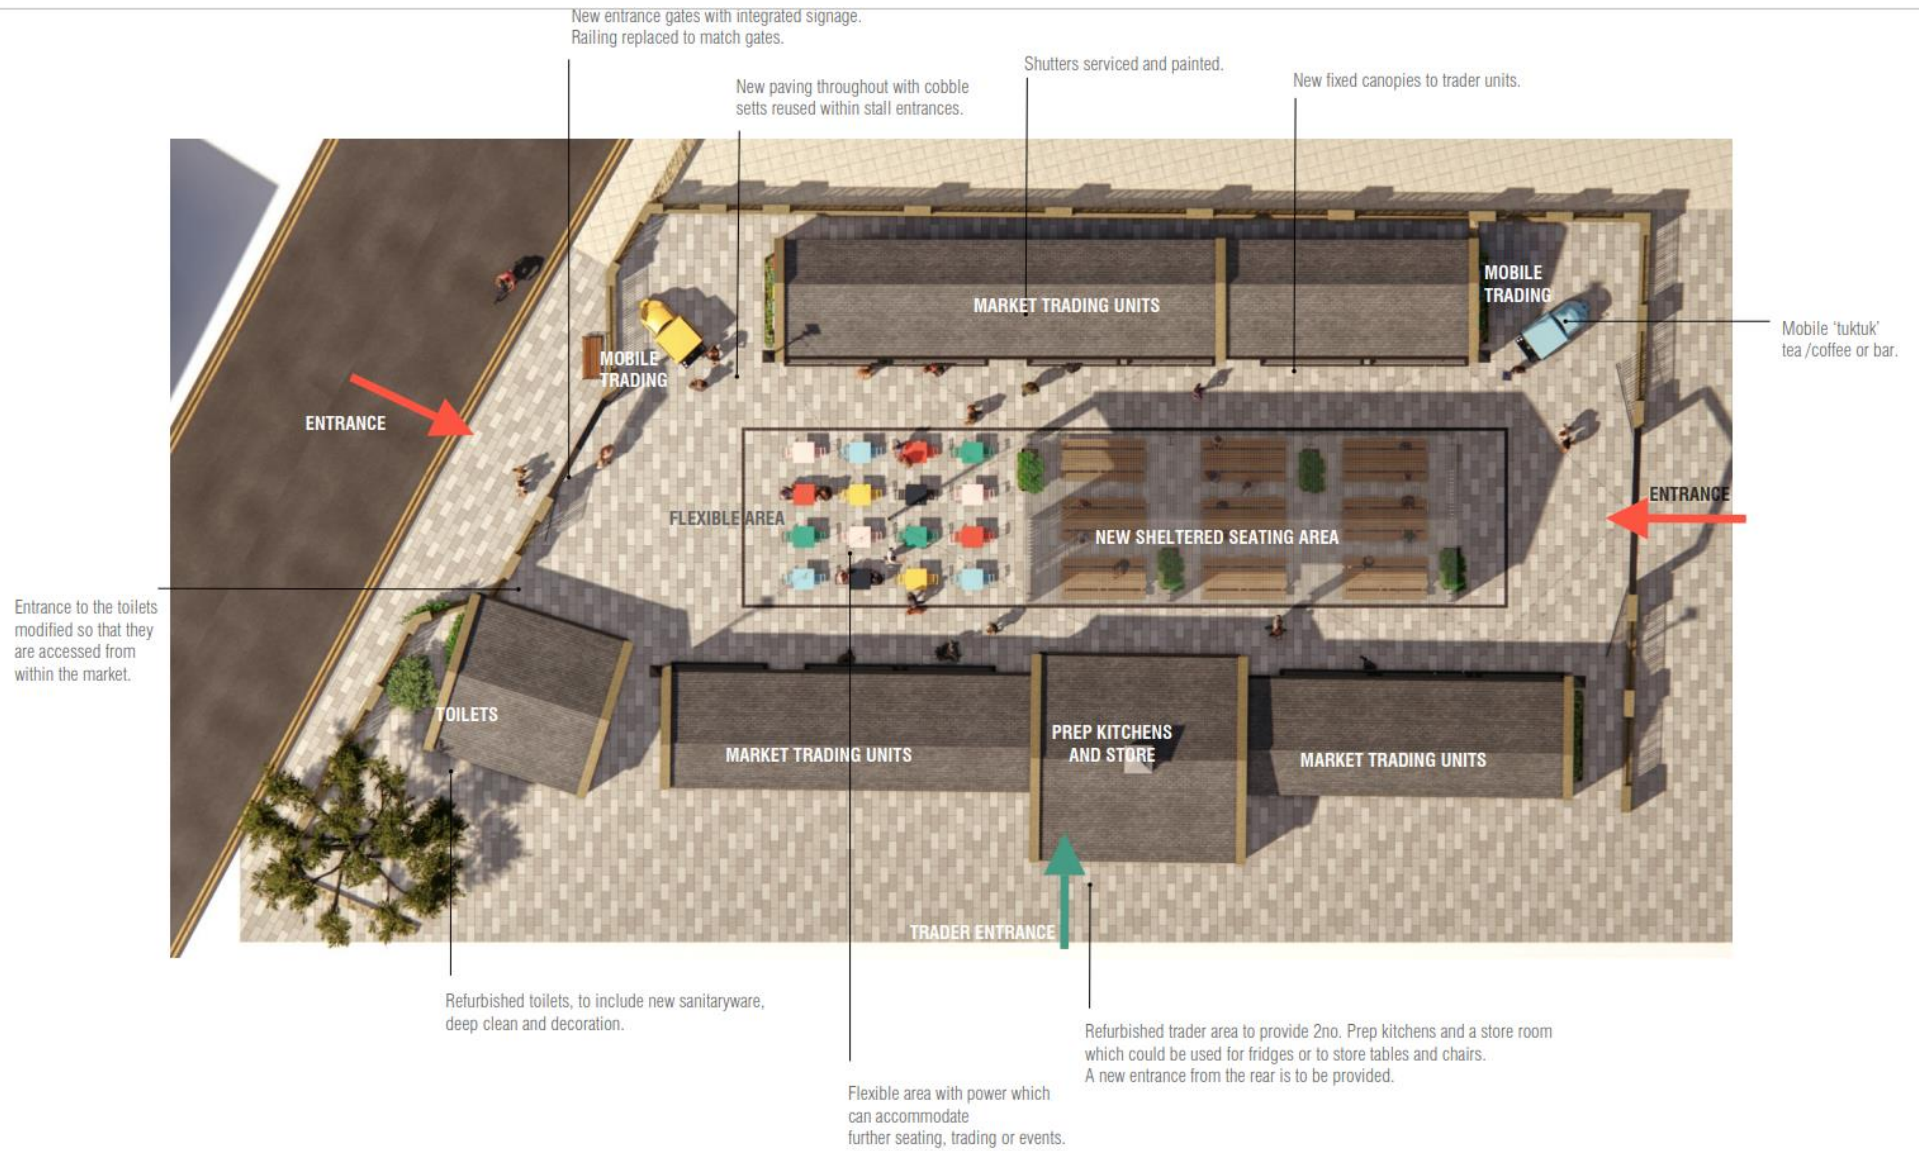 New entrance gates with integrated signage.
Railing replaced to match gates.
New paving throughout with cobble
setts reused within stall entrances.
Shutters serviced and painted.
New fixed canopies to trader units.
MARKET TRADING UNITS
MOBILE
TRADING
Mobile ‘tuktuk’
tea /coffee or bar.
MOBILE
TRADING
ENTRANCE
FLEXIBLE AREA
NEW SHELTERED SEATING AREA
ENTRANCE
Entrance to the toilets
modified so that they
are accessed from
within the market.
TOILETS
MARKET TRADING UNITS
PREP KITCHENS
AND STORE
MARKET TRADING UNITS
TRADER ENTRANCE
Refurbished toilets, to include new sanitaryware,
deep clean and decoration.
Refurbished trader area to provide 2no. Prep kitchens and a store room
which could be used for fridges or to store tables and chairs.
A new entrance from the rear is to be provided.
Flexible area with power which
can accommodate
further seating, trading or events.